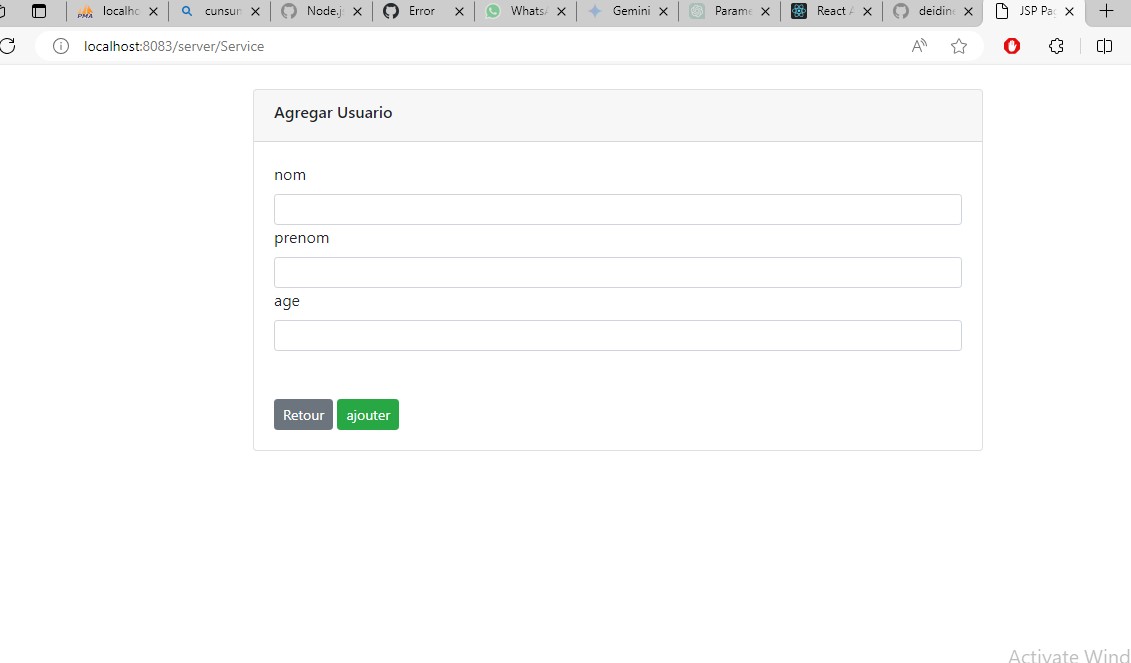 localho cunsun Node.j Error Whats Gemini Param React deidin JSP Pa
localhost:8083/server/Service
Agregar Usuario
nom
prenom
age
Retour ajouter
Activate Wind